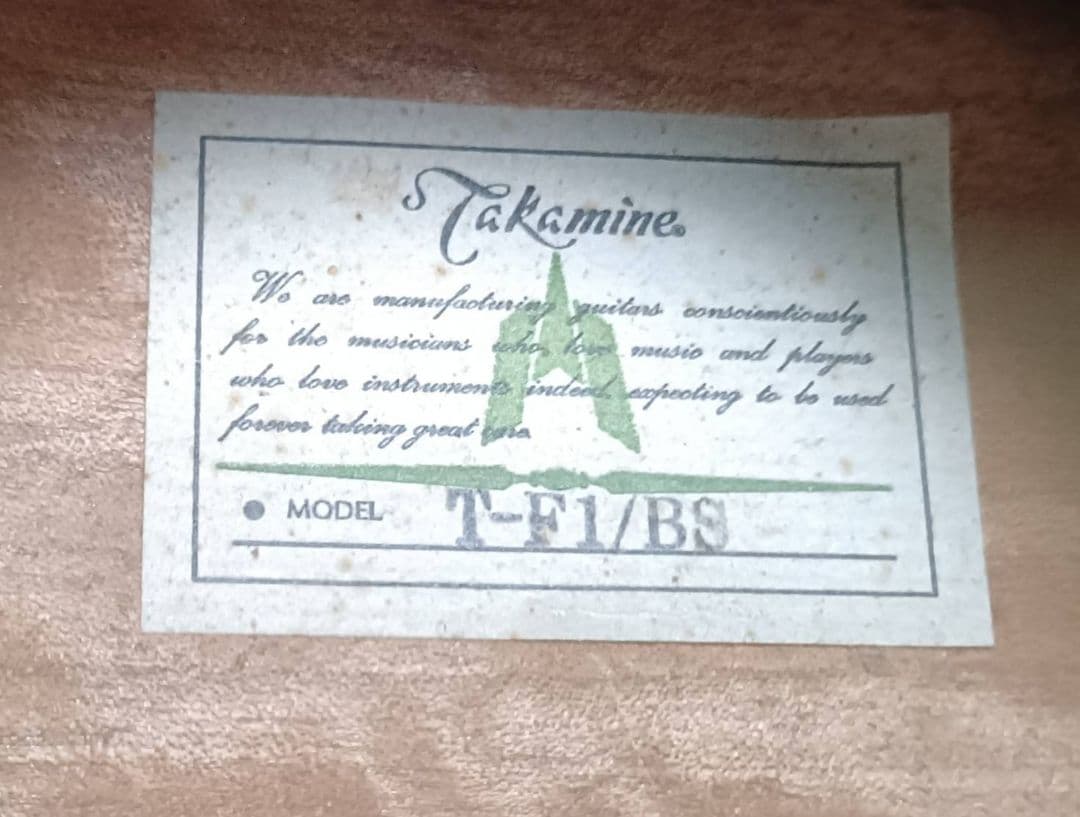 Takamine
We are manufacturing guitars conscientiously
for the musicians who love music and players
who love instruments indeed, expecting to be used
forever taking great care.
● MODEL T-F1/BS